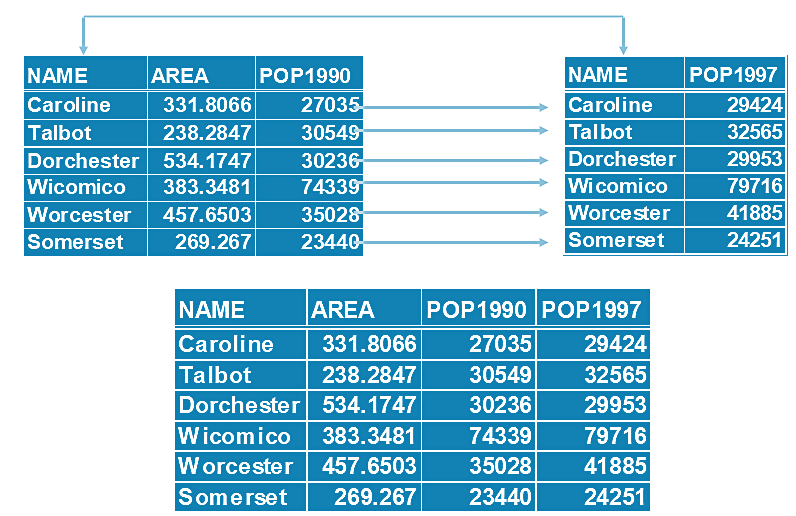 NAME AREA POP1990
Caroline 331.8066 27035
Talbot 238.2847 30549
Dorchester 534.1747 30236
Wicomico 383.3481 74339
Worcester 457.6503 35028
Somerset 269.267 23440
NAME POP1997
Caroline 29424
Talbot 32565
Dorchester 29953
Wicomico 79716
Worcester 41885
Somerset 24251
NAME AREA POP1990 POP1997
Caroline 331.8066 27035 29424
Talbot 238.2847 30549 32565
Dorchester 534.1747 30236 29953
Wicomico 383.3481 74339 79716
Worcester 457.6503 35028 41885
Somerset 269.267 23440 24251